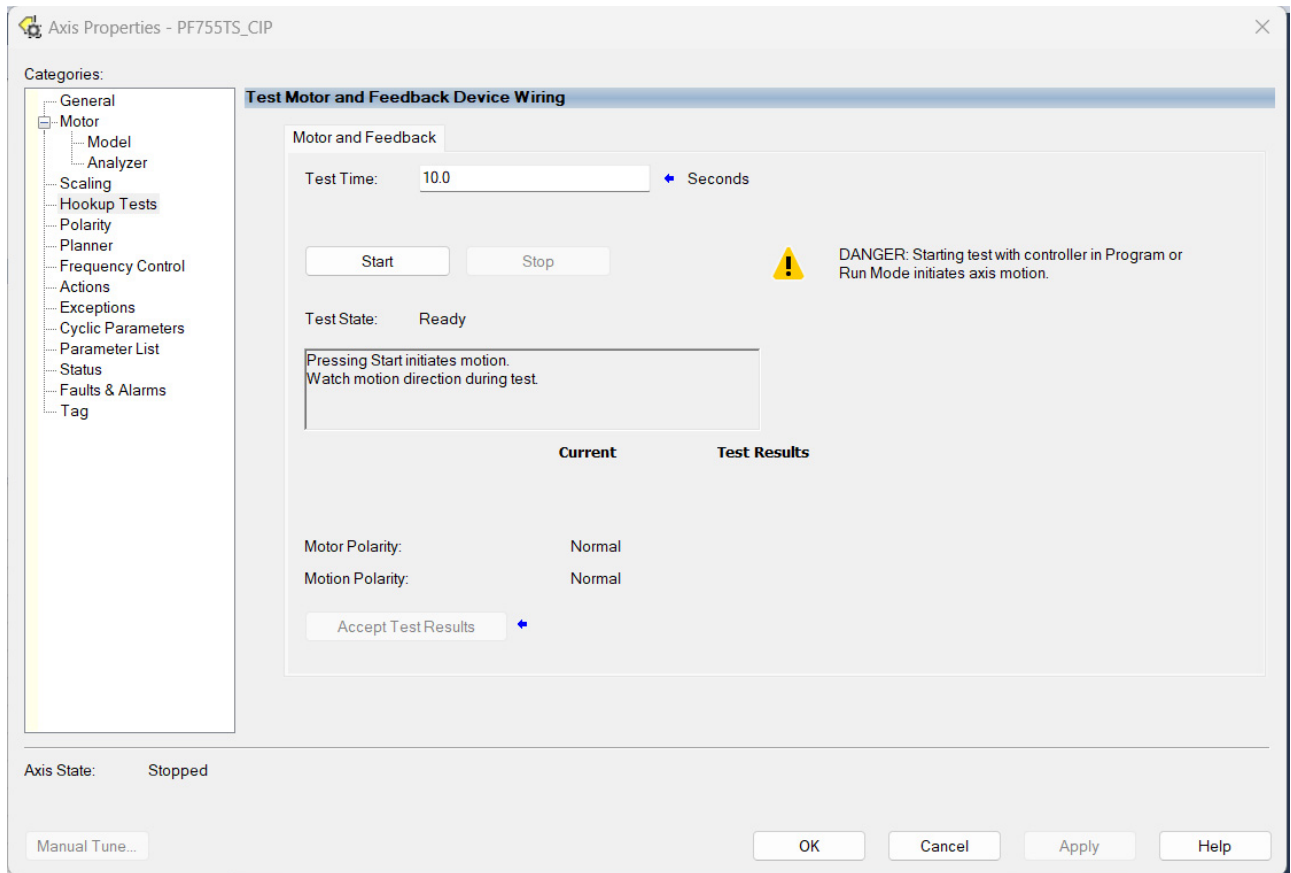 Axis Properties - PF755TS_CIP
Categories:
General
Motor
Model
Analyzer
Scaling
Hookup Tests
Polarity
Planner
Frequency Control
Actions
Exceptions
Cyclic Parameters
Parameter List
Status
Faults & Alarms
Tag
Test Motor and Feedback Device Wiring
Motor and Feedback
Test Time: 10.0 Seconds
Start Stop
DANGER: Starting test with controller in Program or
Run Mode initiates axis motion.
Test State: Ready
Pressing Start initiates motion.
Watch motion direction during test.
Current Test Results
Motor Polarity: Normal
Motion Polarity: Normal
Accept Test Results
Axis State: Stopped
Manual Tune... OK Cancel Apply Help